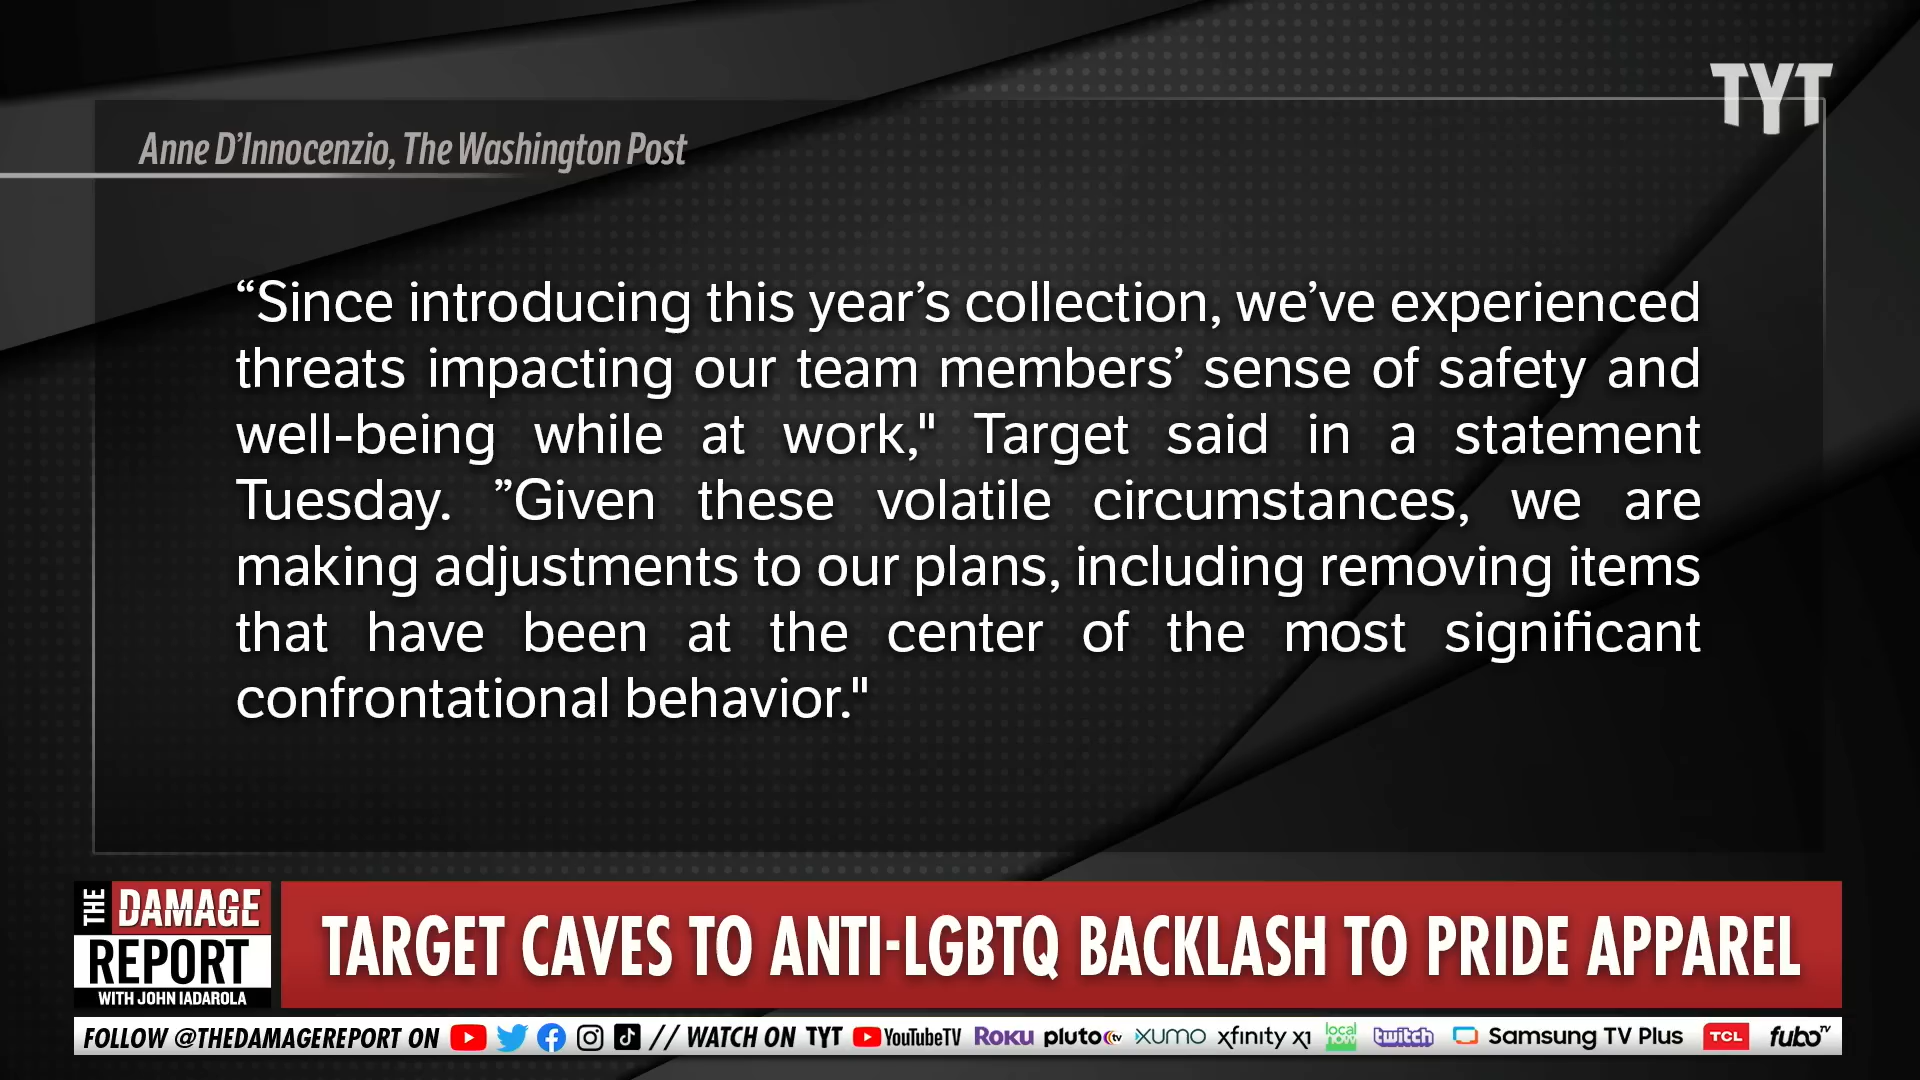 TYT
Anne D’Innocenzio, The Washington Post
“Since introducing this year’s collection, we’ve experienced
threats impacting our team members’ sense of safety and
well-being while at work," Target said in a statement
Tuesday. ”Given these volatile circumstances, we are
making adjustments to our plans, including removing items
that have been at the center of the most significant
confrontational behavior."
THE DAMAGE
REPORT
WITH JOHN IADAROLA
TARGET CAVES TO ANTI-LGBTQ BACKLASH TO PRIDE APPAREL
FOLLOW @THEDAMAGEREPORT ON // WATCH ON TYT YouTubeTV ROKU pluto tv XUMO xfinity x1 local now twitch Samsung TV Plus TCL fuboTV